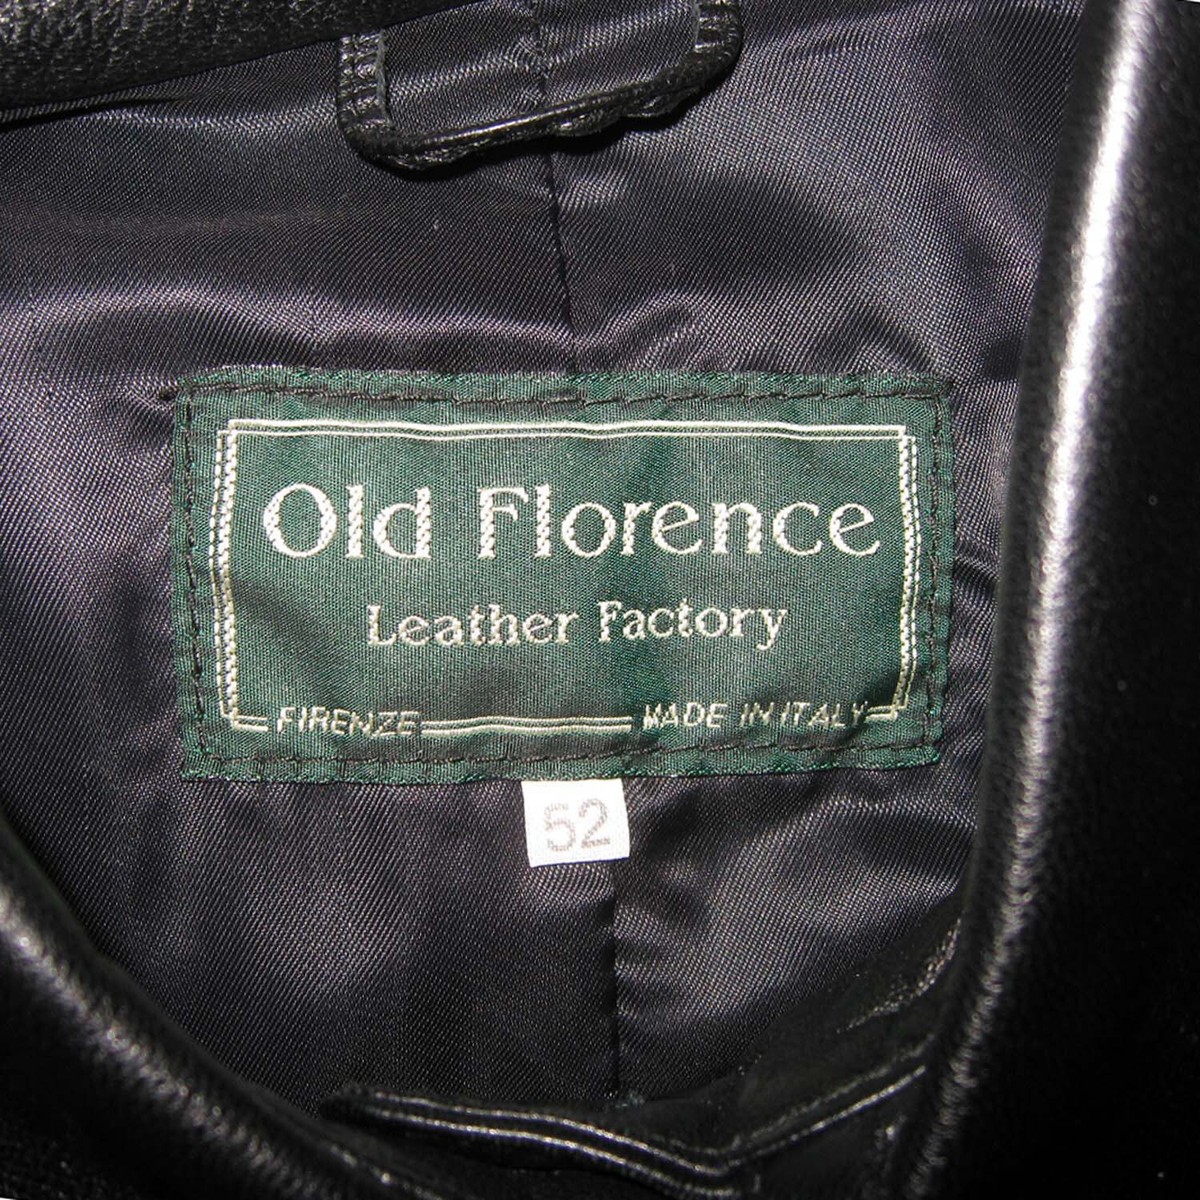 Old Florence
Leather Factory
FIRENZE MADE IN ITALY
52